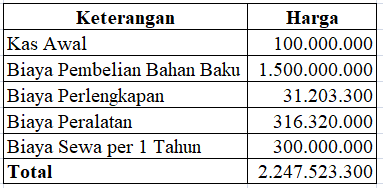 Keterangan Harga
Kas Awal 100.000.000
Biaya Pembelian Bahan Baku 1.500.000.000
Biaya Perlengkapan 31.203.300
Biaya Peralatan 316.320.000
Biaya Sewa per 1 Tahun 300.000.000
Total 2.247.523.300